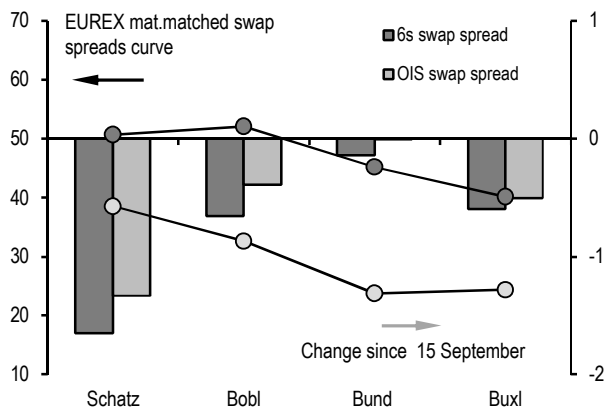 70
60
50
40
30
20
10
EUREX mat.matched swap
spreads curve
6s swap spread
OIS swap spread
1
0
-1
-2
Change since 15 September
Schatz Bobl Bund Buxl